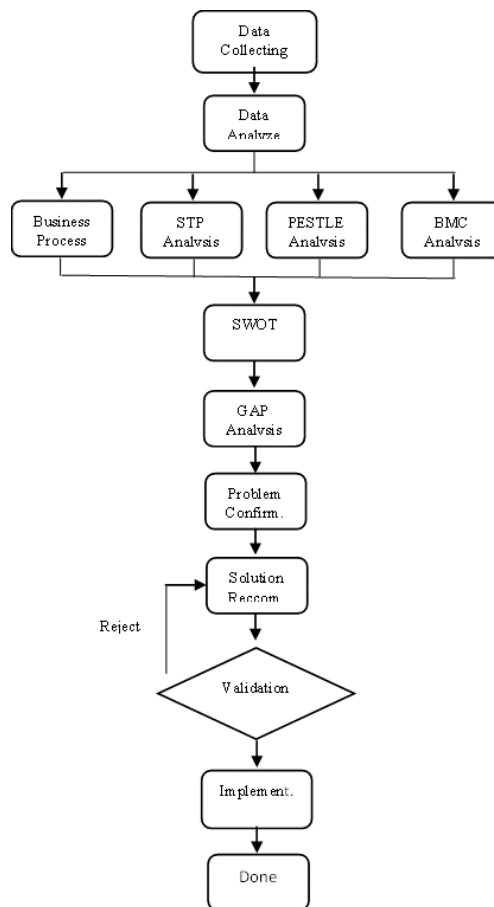 Data
Collecting
Data
Analyze
Business
Process
STP
Analysis
PESTLE
Analysis
BMC
Analysis
SWOT
GAP
Analysis
Problem
Confirm.
Solution
Reccom.
Reject
Validation
Implement.
Done